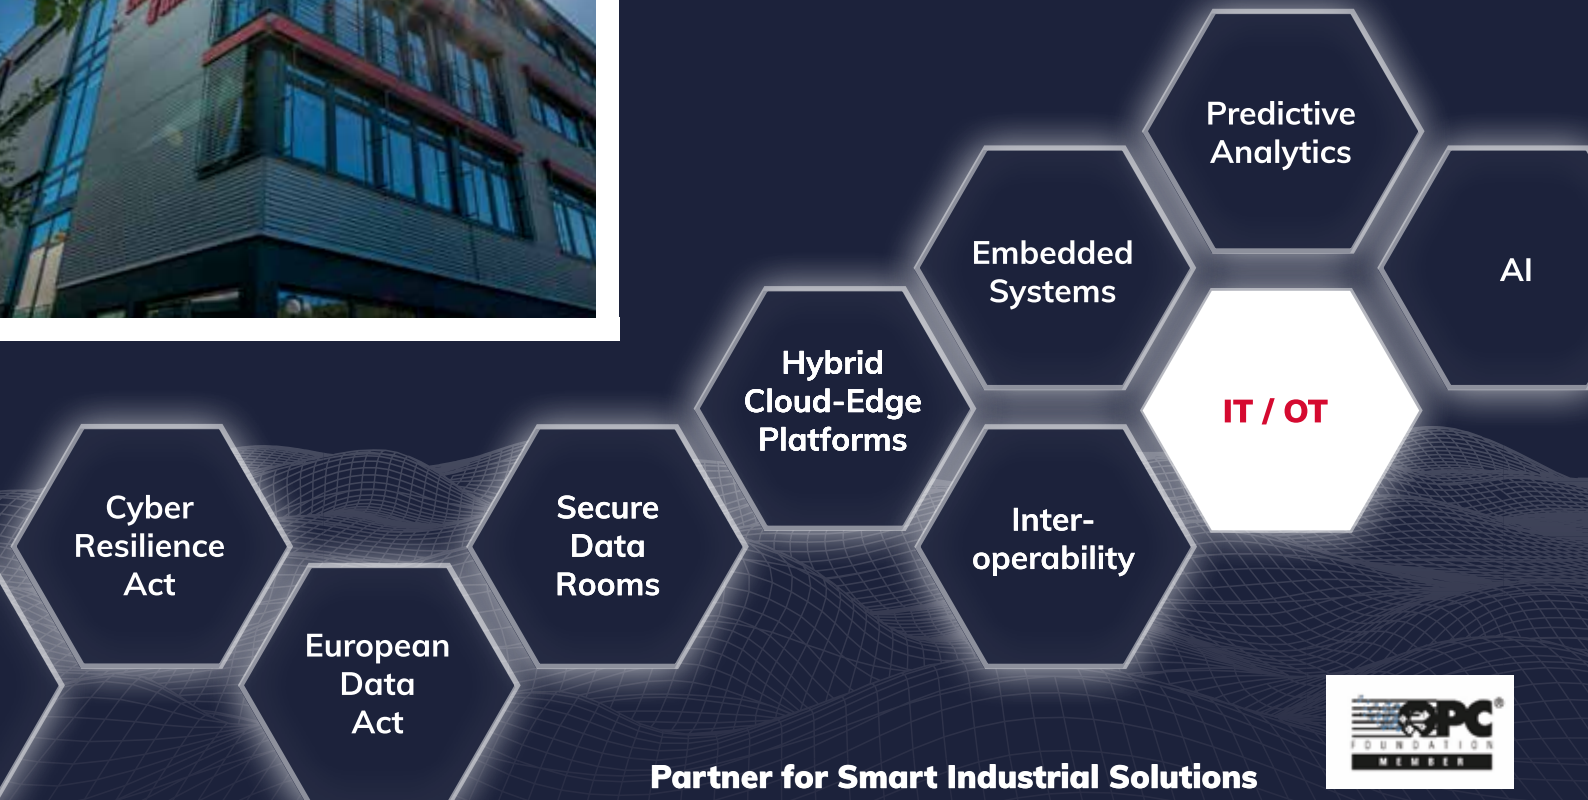 Predictive
Analytics
Embedded
Systems
AI
Hybrid
Cloud-Edge
Platforms
IT / OT
Cyber
Resilience
Act
Secure
Data
Rooms
Inter-
operability
European
Data
Act
OPC®
FOUNDATION
MEMBER
Partner for Smart Industrial Solutions